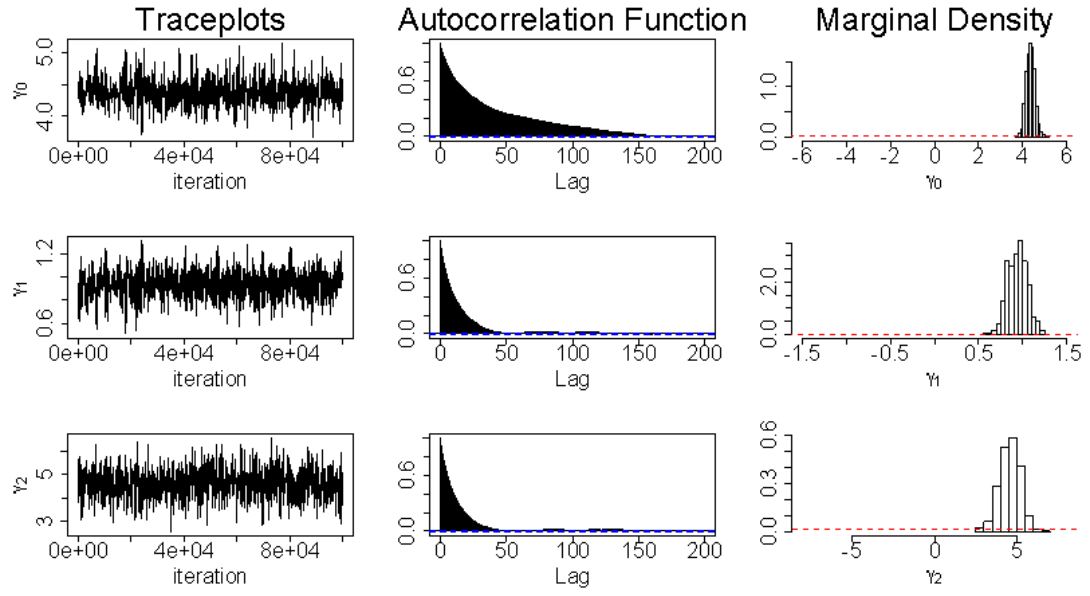 Traceplots Autocorrelation Function Marginal Density
γ0 4.0 5.0
0e+00 4e+04 8e+04
iteration
0.0 0.6
0 50 100 150 200
Lag
0.0 1.0
-6 -4 -2 0 2 4 6
γ0
γ1 0.6 1.2
0e+00 4e+04 8e+04
iteration
0.0 0.6
0 50 100 150 200
Lag
0.0 2.0
-1.5 -0.5 0.5 1.5
γ1
γ2 3 5
0e+00 4e+04 8e+04
iteration
0.0 0.6
0 50 100 150 200
Lag
0.0 0.3 0.6
-5 0 5
γ2